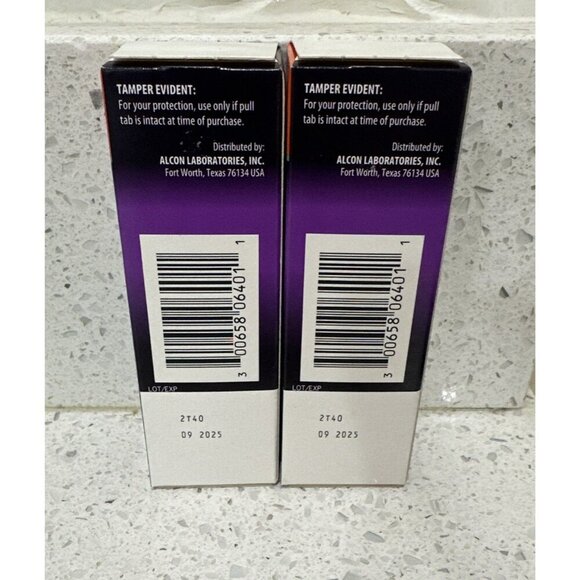 TAMPER EVIDENT:
For your protection, use only if pull
tab is intact at time of purchase.
Distributed by:
ALCON LABORATORIES, INC.
Fort Worth, Texas 76134 USA
3 00658 06401 1
LOT/EXP
2T40
09 2025
TAMPER EVIDENT:
For your protection, use only if pull
tab is intact at time of purchase.
Distributed by:
ALCON LABORATORIES, INC.
Fort Worth, Texas 76134 USA
3 00658 06401 1
LOT/EXP
2T40
09 2025